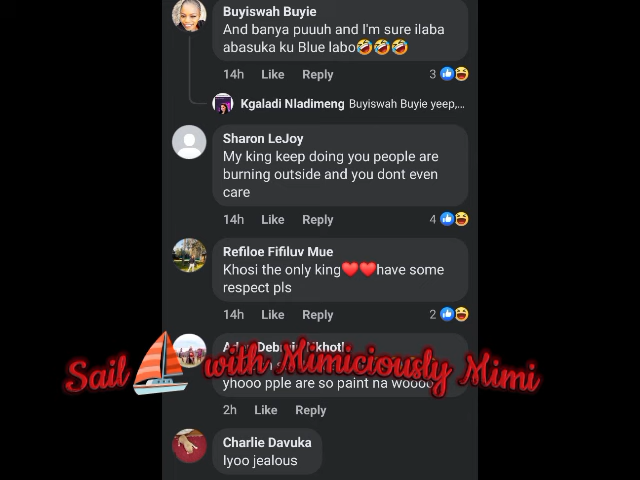 Buyiswah Buyie
And banya puuuh and I'm sure ilaba
abasuka ku Blue labo🤣🤣🤣
14h Like Reply 3
Kgaladi Nladimeng Buyiswah Buyie yeep,...
Sharon LeJoy
My king keep doing you people are
burning outside and you dont even
care
14h Like Reply 4
Refiloe Fifiluv Mue
Khosi the only king❤️❤️have some
respect pls
14h Like Reply 2
Sail ⛵ with Mimiciously Mimi
yhooo pple are so paint na woooo
2h Like Reply
Charlie Davuka
Iyoo jealous